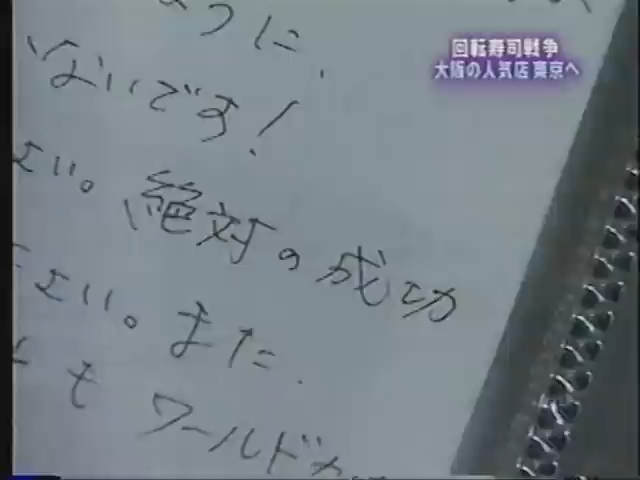 回転寿司戦争
大阪の人気店 東京へ
ように、
ないです!
さい。絶対の成功
さい。また、
とも ワールド